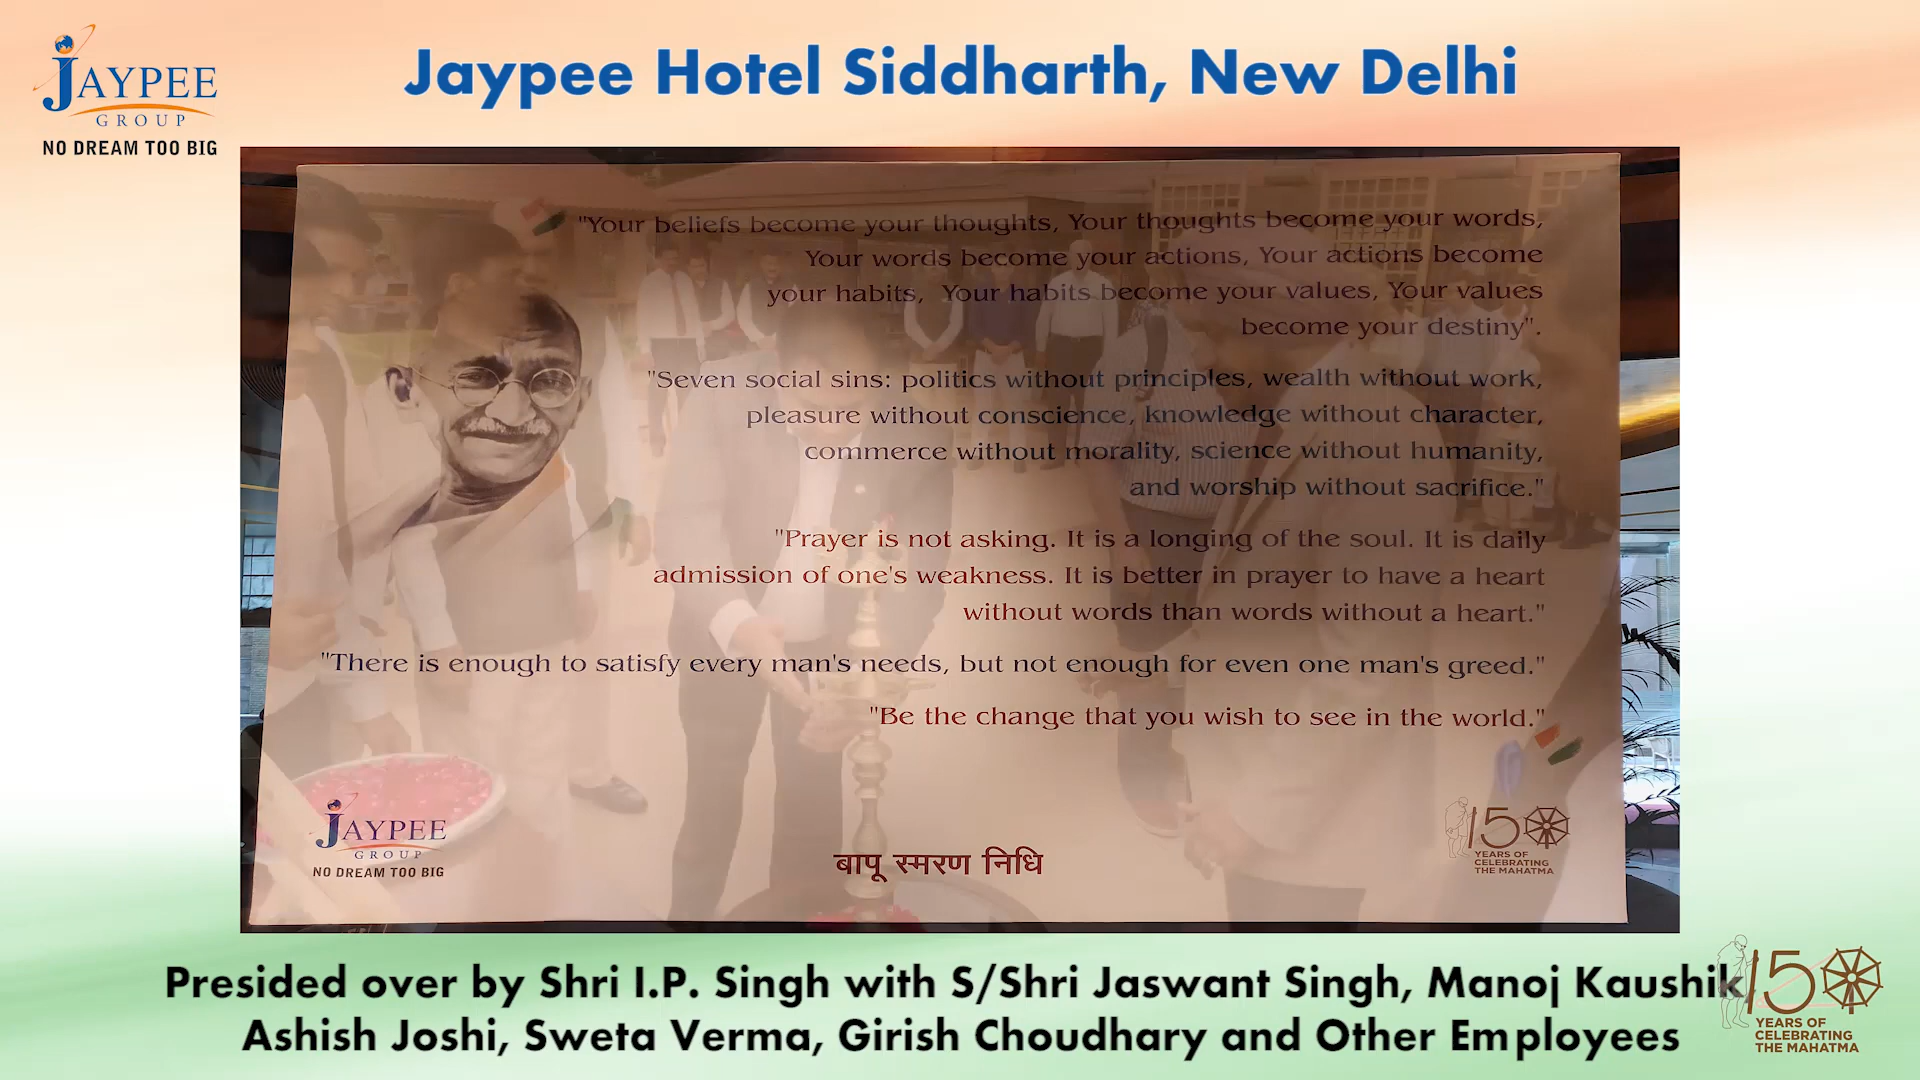 JAYPEE
GROUP
NO DREAM TOO BIG
Jaypee Hotel Siddharth, New Delhi
"Your beliefs become your thoughts, Your thoughts become your words,
Your words become your actions, Your actions become
your habits, Your habits become your values, Your values
become your destiny".
"Seven social sins: politics without principles, wealth without work,
pleasure without conscience, knowledge without character,
commerce without morality, science without humanity,
and worship without sacrifice."
"Prayer is not asking. It is a longing of the soul. It is daily
admission of one's weakness. It is better in prayer to have a heart
without words than words without a heart."
"There is enough to satisfy every man's needs, but not enough for even one man's greed."
"Be the change that you wish to see in the world."
JAYPEE
GROUP
NO DREAM TOO BIG
बापू स्मरण निधि
150
YEARS OF
CELEBRATING
THE MAHATMA
Presided over by Shri I.P. Singh with S/Shri Jaswant Singh, Manoj Kaushik
Ashish Joshi, Sweta Verma, Girish Choudhary and Other Employees
150
YEARS OF
CELEBRATING
THE MAHATMA